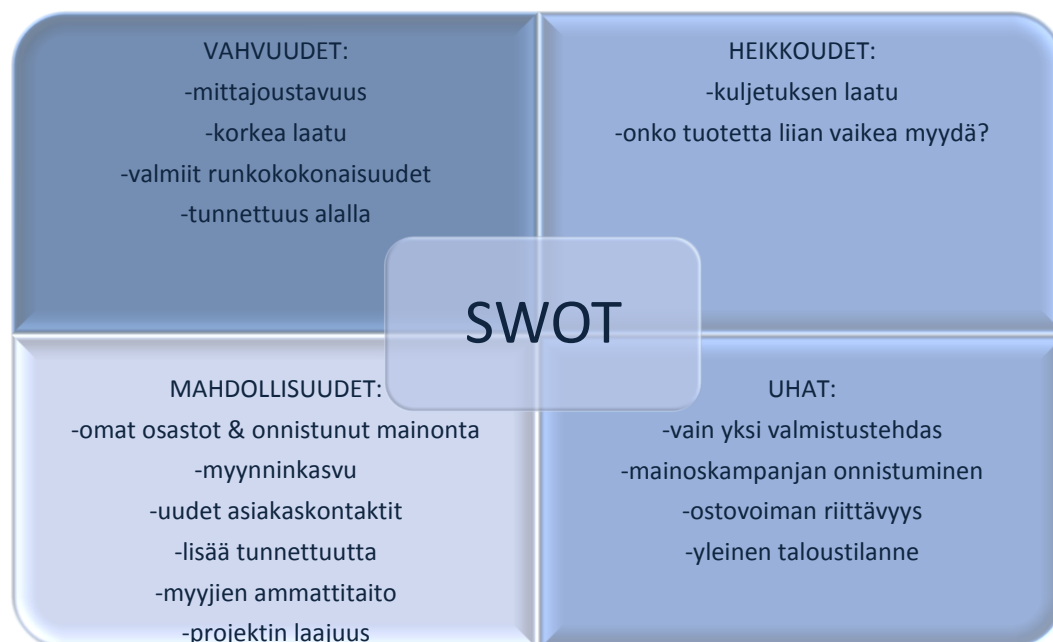 VAHVUUDET:
-mittajoustavuus
-korkea laatu
-valmiit runkokokonaisuudet
-tunnettuus alalla
HEIKKOUDET:
-kuljetuksen laatu
-onko tuotetta liian vaikea myydä?
SWOT
MAHDOLLISUUDET:
-omat osastot & onnistunut mainonta
-myynninkasvu
-uudet asiakaskontaktit
-lisää tunnettuutta
-myyjien ammattitaito
-projektin laajuus
UHAT:
-vain yksi valmistustehdas
-mainoskampanjan onnistuminen
-ostovoiman riittävyys
-yleinen taloustilanne